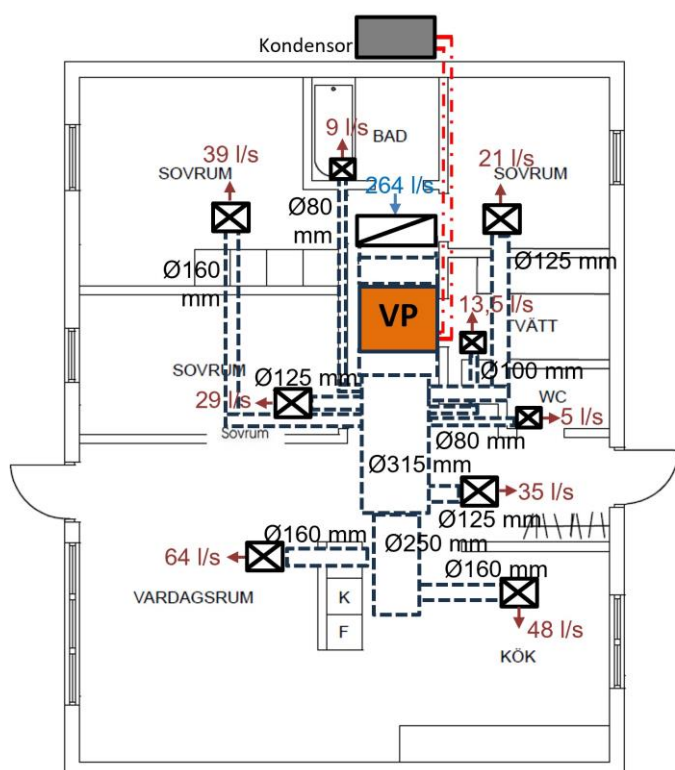 Kondensor
9 l/s
BAD
39 l/s
SOVRUM
21 l/s
SOVRUM
264 l/s
Ø80
mm
Ø160
mm
Ø125 mm
VP
13,5 l/s
TVÄTT
SOVRUM
Ø125 mm
Ø100 mm
29 l/s
WC
5 l/s
Sovrum
Ø80 mm
Ø315 mm
35 l/s
Ø125 mm
Ø250 mm
Ø160 mm
64 l/s
Ø160 mm
VARDAGSRUM
K
F
48 l/s
KÖK